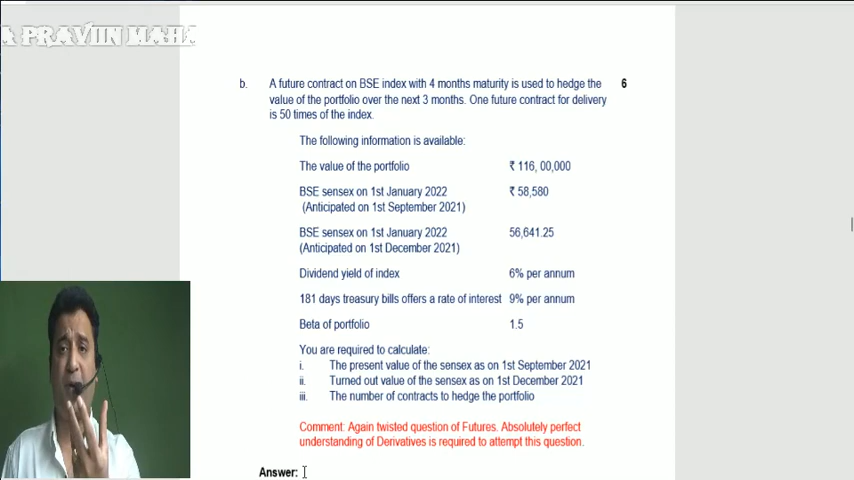 A PRAVIIN MAHA
b. A future contract on BSE index with 4 months maturity is used to hedge the 6
value of the portfolio over the next 3 months. One future contract for delivery
is 50 times of the index.
The following information is available:
The value of the portfolio ₹ 116, 00,000
BSE sensex on 1st January 2022 ₹ 58,580
(Anticipated on 1st September 2021)
BSE sensex on 1st January 2022 56,641.25
(Anticipated on 1st December 2021)
Dividend yield of index 6% per annum
181 days treasury bills offers a rate of interest 9% per annum
Beta of portfolio 1.5
You are required to calculate:
i. The present value of the sensex as on 1st September 2021
ii. Turned out value of the sensex as on 1st December 2021
iii. The number of contracts to hedge the portfolio
Comment: Again twisted question of Futures. Absolutely perfect
understanding of Derivatives is required to attempt this question.
Answer: